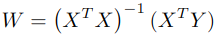 W = (X^T X)^{-1} (X^T Y)